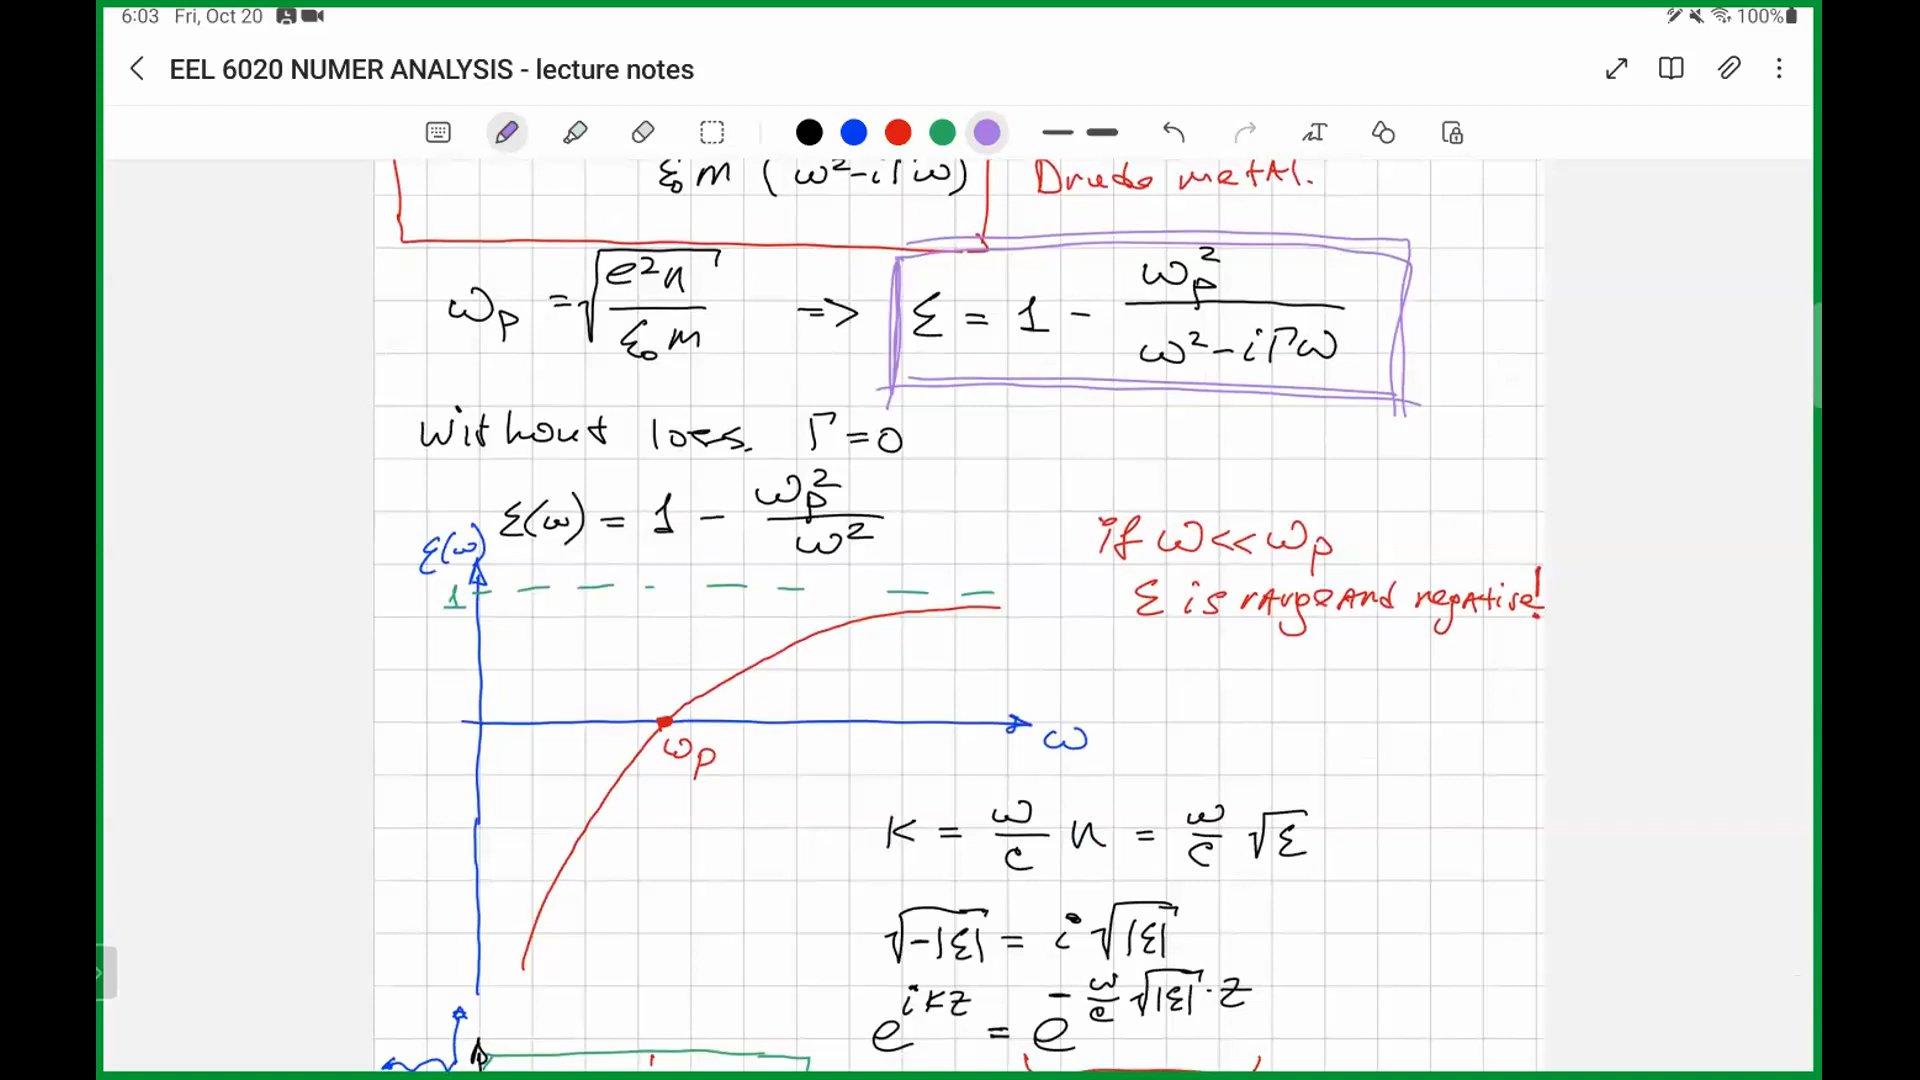 6:03 Fri, Oct 20
100%
EEL 6020 NUMER ANALYSIS - lecture notes
ε₀ m (ω²-iΓω)
Drude metal.
ωp = √(e²n / ε₀m) => ε = 1 - ωp² / (ω²-iΓω)
without loss. Γ=0
ε(ω) = 1 - ωp² / ω²
if ω<<ωp
ε is large and negative!
ε(ω)
1
ωp
ω
K = ω/c n = ω/c √ε
√-|ε| = i √|ε|
e^(ikz) = e^(-ω/c √|ε|·z)